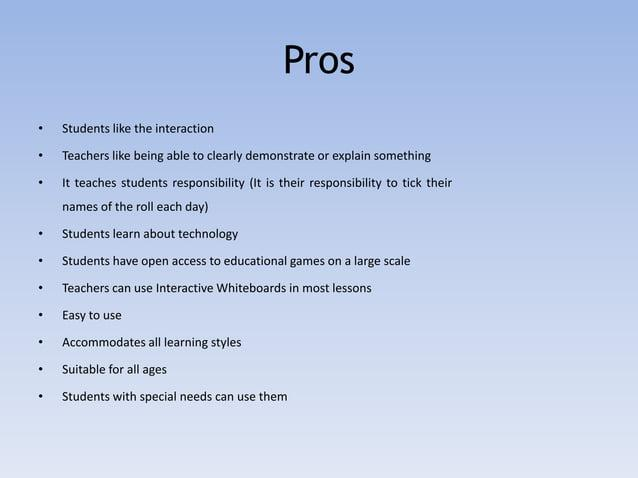 Pros
• Students like the interaction
• Teachers like being able to clearly demonstrate or explain something
• It teaches students responsibility (It is their responsibility to tick their
names of the roll each day)
• Students learn about technology
• Students have open access to educational games on a large scale
• Teachers can use Interactive Whiteboards in most lessons
• Easy to use
• Accommodates all learning styles
• Suitable for all ages
• Students with special needs can use them